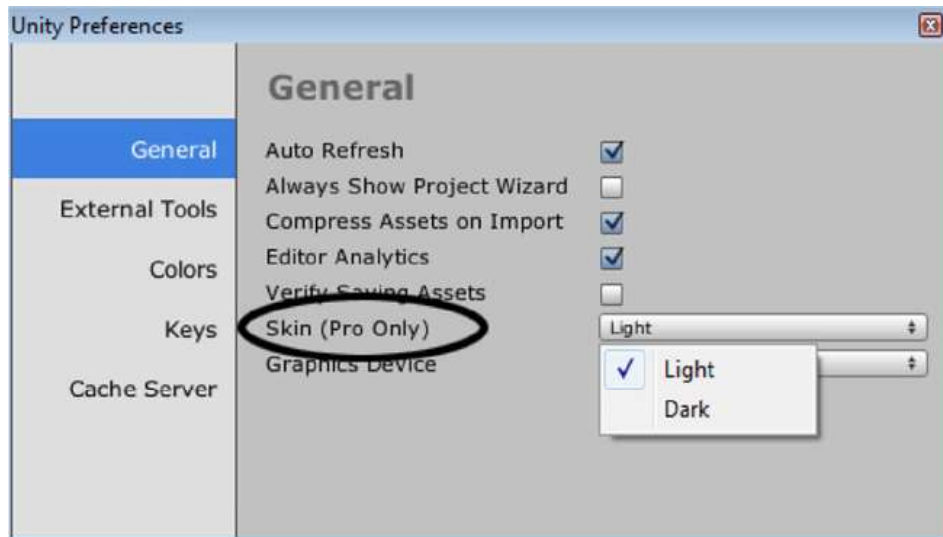 Unity Preferences
General
General
Auto Refresh
Always Show Project Wizard
External Tools
Compress Assets on Import
Editor Analytics
Colors
Verify Saving Assets
Keys
Skin (Pro Only)
Light
Graphics Device
Light
Cache Server
Dark